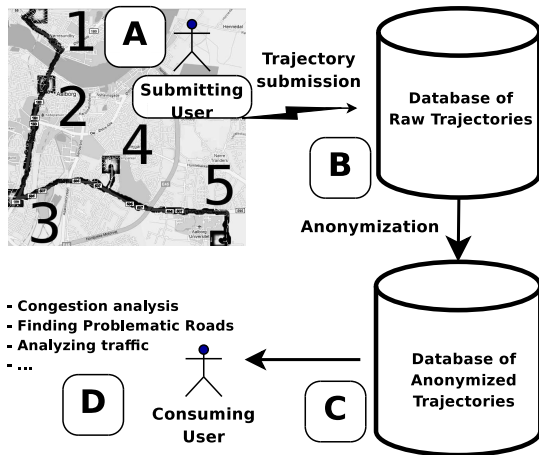 1
A
2
Submitting
User
4
5
3
Aalborg
Trajectory
submission
Database of
Raw Trajectories
B
Anonymization
- Congestion analysis
- Finding Problematic Roads
- Analyzing traffic
- ...
D
Consuming
User
C
Database of
Anonymized
Trajectories